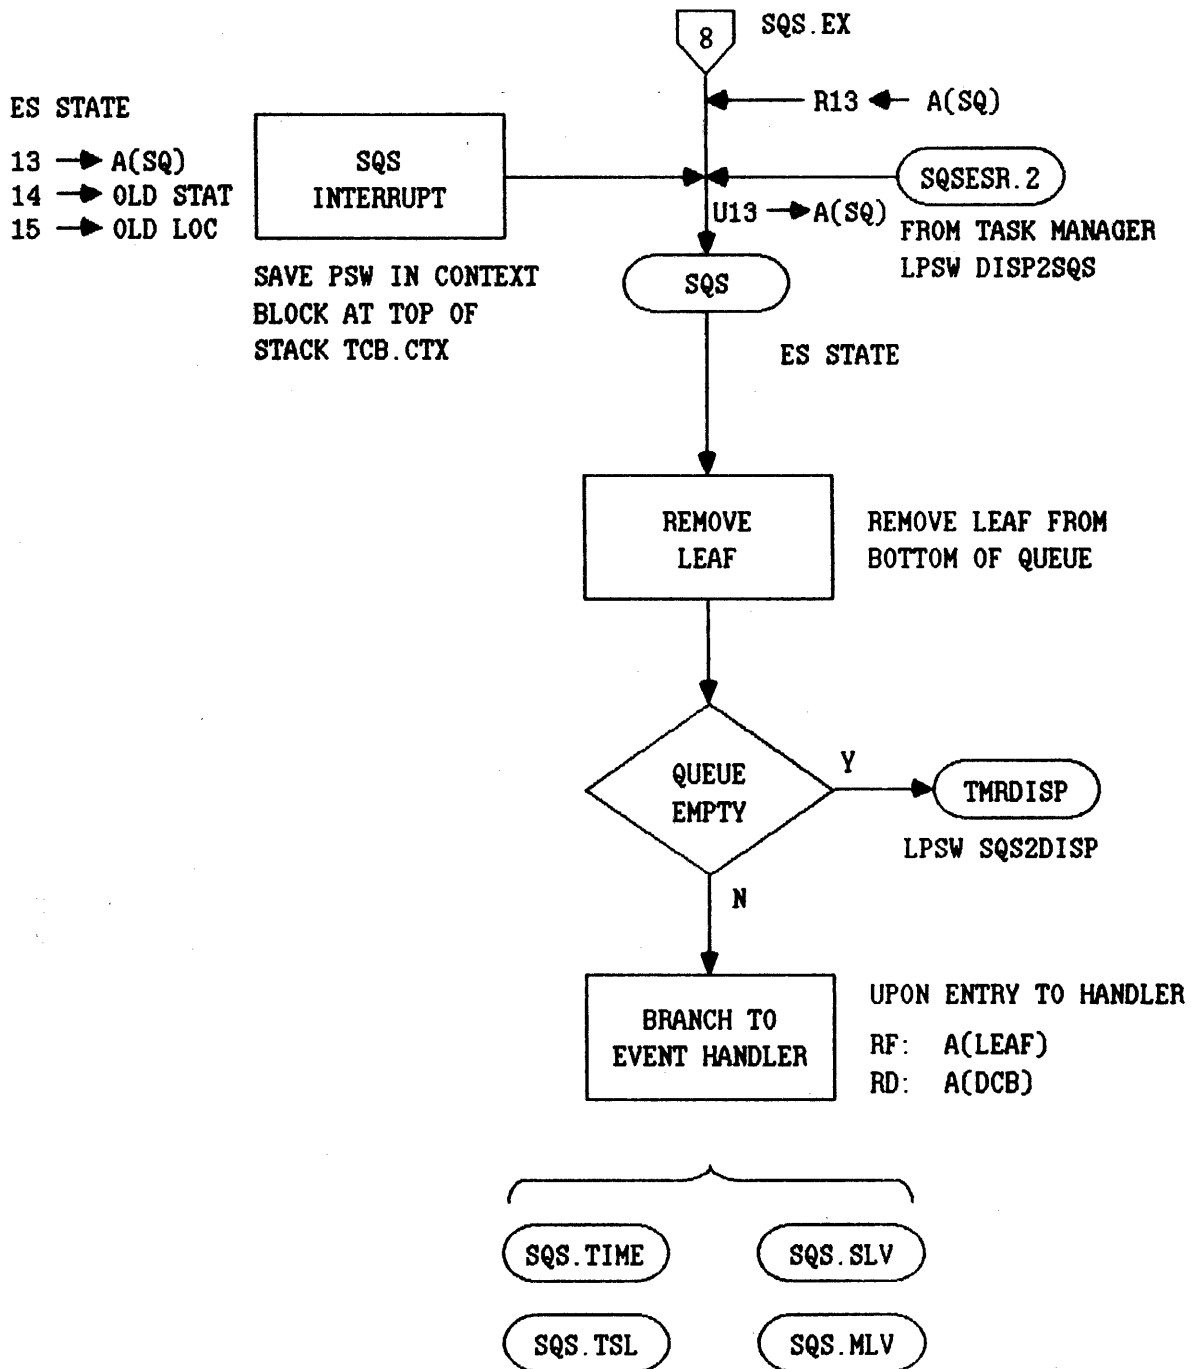 8
SQS.EX
R13 ← A(SQ)
ES STATE
13 → A(SQ)
14 → OLD STAT
15 → OLD LOC
SQS
INTERRUPT
SQSESR.2
U13 → A(SQ)
FROM TASK MANAGER
LPSW DISP2SQS
SAVE PSW IN CONTEXT
BLOCK AT TOP OF
STACK TCB.CTX
SQS
ES STATE
REMOVE
LEAF
REMOVE LEAF FROM
BOTTOM OF QUEUE
QUEUE
EMPTY
Y
TMRDISP
LPSW SQS2DISP
N
BRANCH TO
EVENT HANDLER
UPON ENTRY TO HANDLER
RF: A(LEAF)
RD: A(DCB)
SQS.TIME
SQS.SLV
SQS.TSL
SQS.MLV